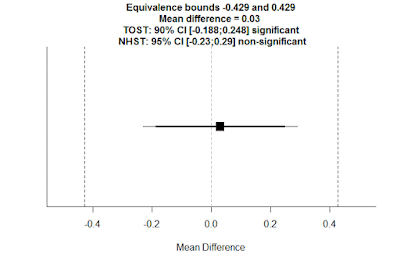 Equivalence bounds -0.429 and 0.429
Mean difference = 0.03
TOST: 90% CI [-0.188;0.248] significant
NHST: 95% CI [-0.23;0.29] non-significant
-0.4 -0.2 0.0 0.2 0.4
Mean Difference